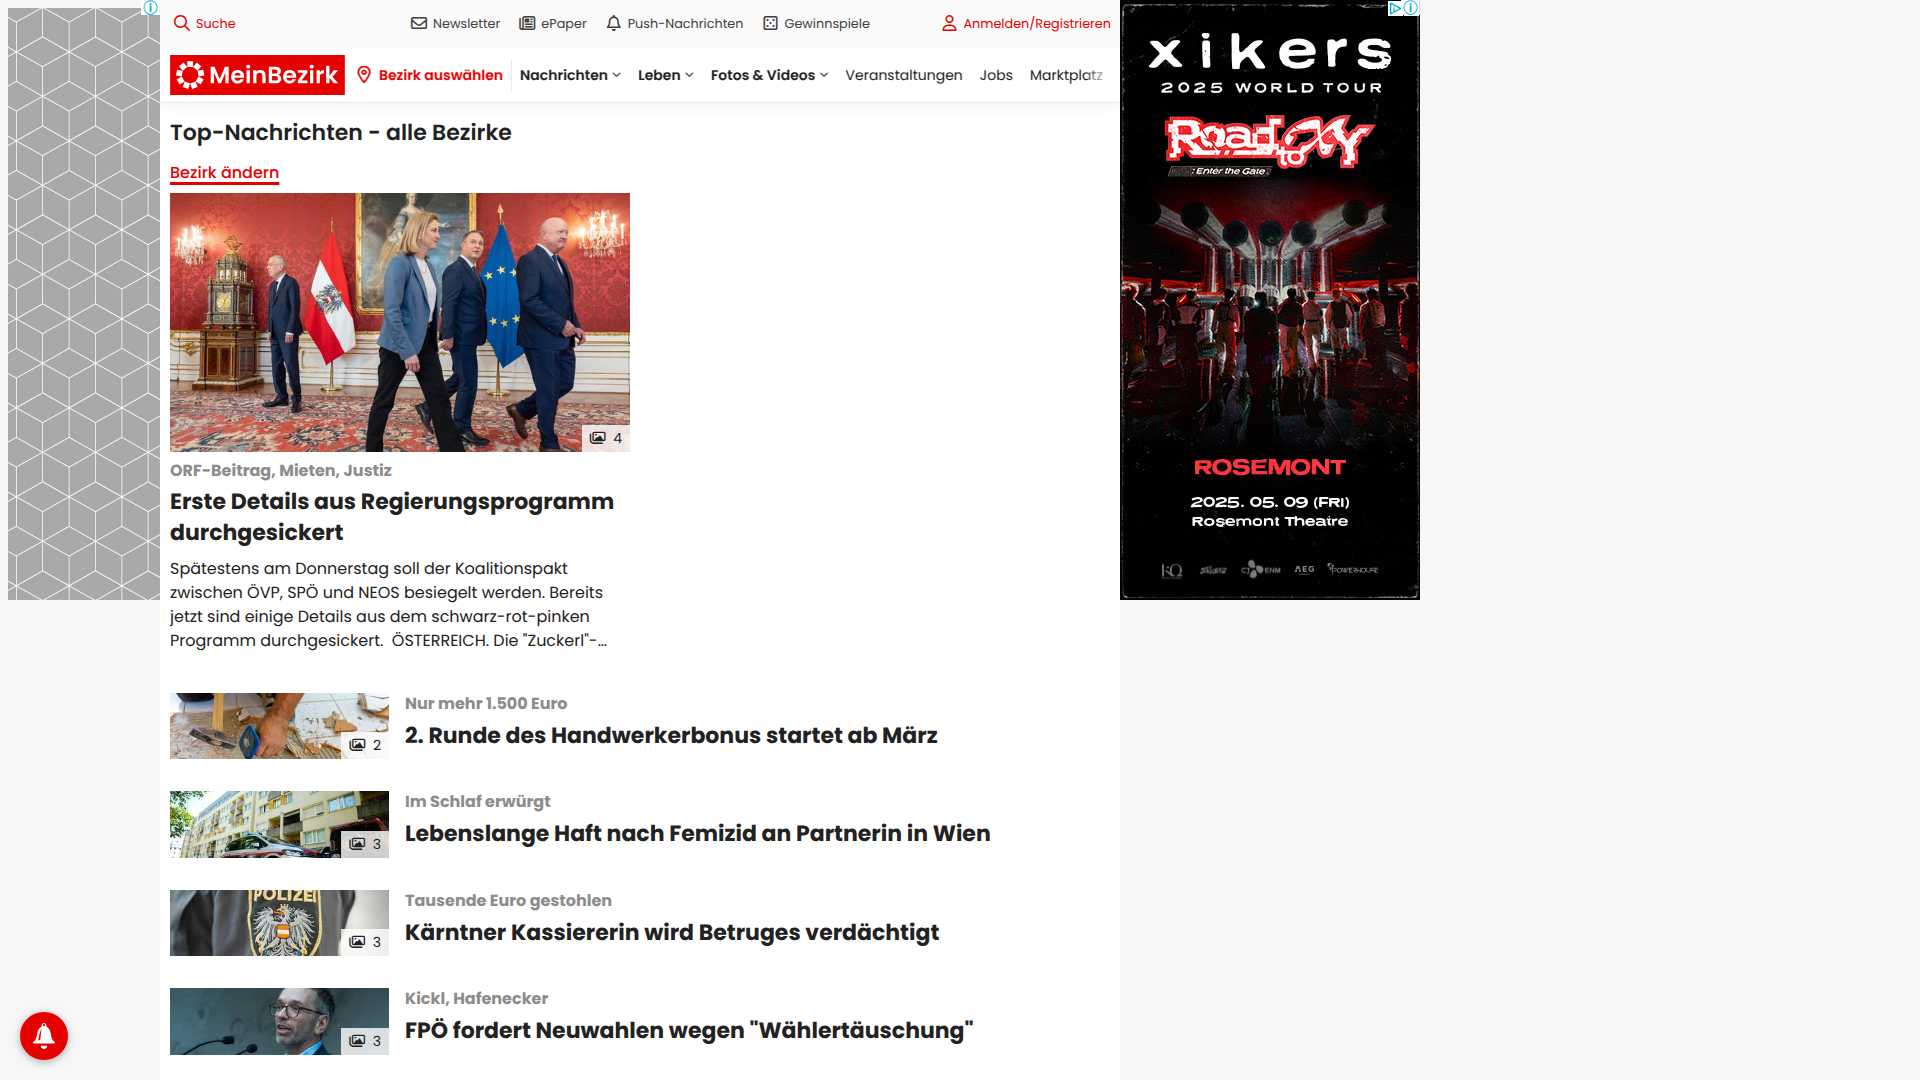 Suche
Newsletter
ePaper
Push-Nachrichten
Gewinnspiele
Anmelden/Registrieren
MeinBezirk
Bezirk auswählen
Nachrichten
Leben
Fotos & Videos
Veranstaltungen
Jobs
Marktplatz
Top-Nachrichten - alle Bezirke
Bezirk ändern
4
ORF-Beitrag, Mieten, Justiz
Erste Details aus Regierungsprogramm
durchgesickert
Spätestens am Donnerstag soll der Koalitionspakt
zwischen ÖVP, SPÖ und NEOS besiegelt werden. Bereits
jetzt sind einige Details aus dem schwarz-rot-pinken
Programm durchgesickert. ÖSTERREICH. Die "Zuckerl"-...
2
Nur mehr 1.500 Euro
2. Runde des Handwerkerbonus startet ab März
3
Im Schlaf erwürgt
Lebenslange Haft nach Femizid an Partnerin in Wien
POLIZEI
3
Tausende Euro gestohlen
Kärntner Kassiererin wird Betruges verdächtigt
3
Kickl, Hafenecker
FPÖ fordert Neuwahlen wegen "Wählertäuschung"
xikers
2025 WORLD TOUR
Road to XY
: Enter the Gate
ROSEMONT
2025. 05. 09 (FRI)
Rosemont Theatre
CJ ENM
AEG
POWERHOUSE